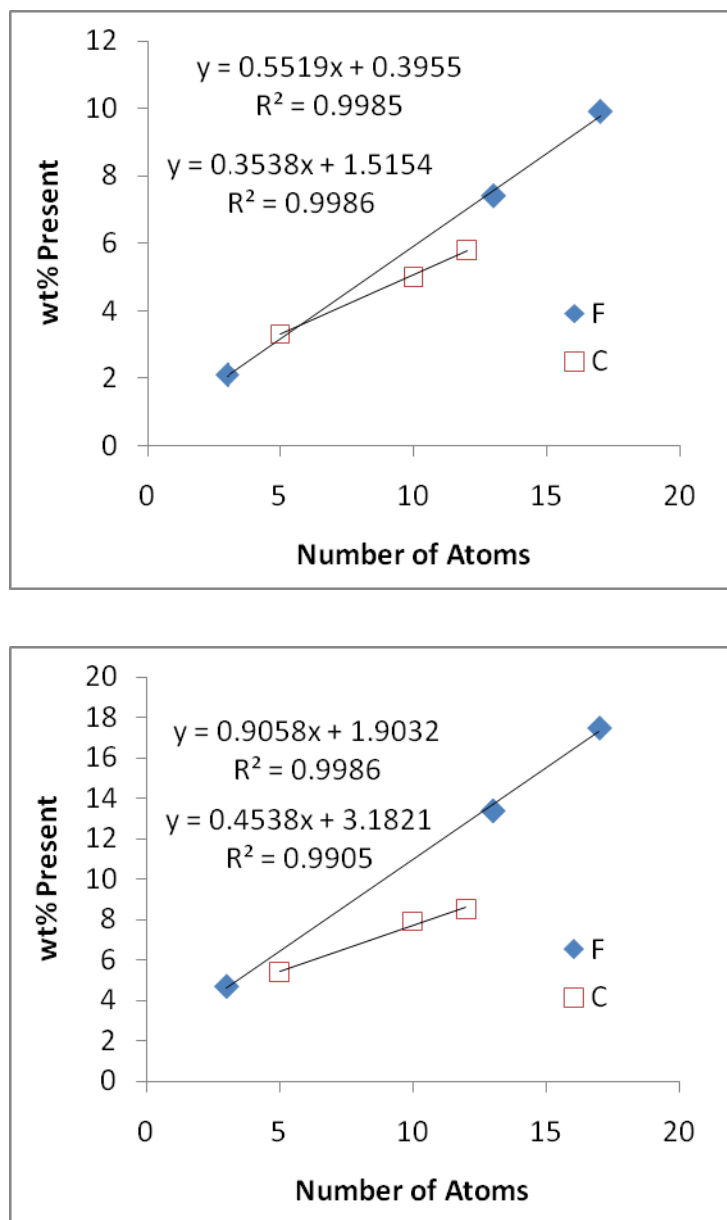 12
10
8
6
4
2
0
wt% Present
y = 0.5519x + 0.3955
R² = 0.9985
y = 0.3538x + 1.5154
R² = 0.9986
F
C
0 5 10 15 20
Number of Atoms
20
18
16
14
12
10
8
6
4
2
0
wt% Present
y = 0.9058x + 1.9032
R² = 0.9986
y = 0.4538x + 3.1821
R² = 0.9905
F
C
0 5 10 15 20
Number of Atoms